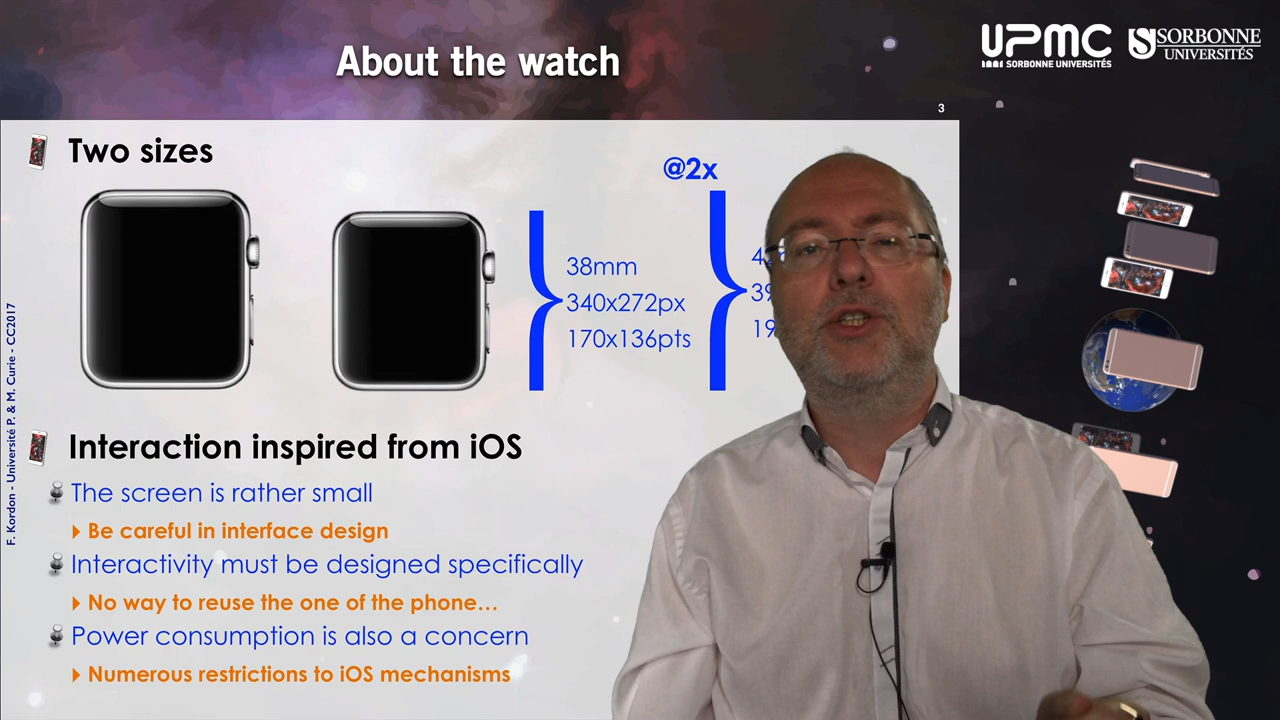 About the watch
UPMC
SORBONNE UNIVERSITÉS
SORBONNE
UNIVERSITÉS
3
Two sizes
@2x
38mm
340x272px
170x136pts
Interaction inspired from iOS
The screen is rather small
Be careful in interface design
Interactivity must be designed specifically
No way to reuse the one of the phone…
Power consumption is also a concern
Numerous restrictions to iOS mechanisms
F. Kordon - Université P. & M. Curie - CC2017